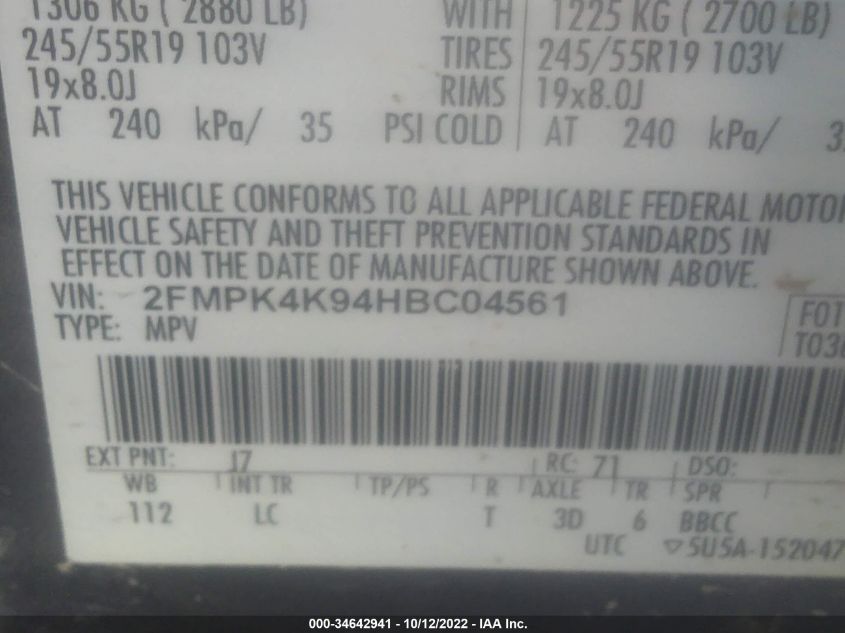 1306 KG ( 2880 LB) WITH 1225 KG ( 2700 LB)
245/55R19 103V TIRES 245/55R19 103V
19x8.0J RIMS 19x8.0J
AT 240 kPa/ 35 PSI COLD AT 240 kPa/
THIS VEHICLE CONFORMS TO ALL APPLICABLE FEDERAL MOTOR
VEHICLE SAFETY AND THEFT PREVENTION STANDARDS IN
EFFECT ON THE DATE OF MANUFACTURE SHOWN ABOVE.
VIN: 2FMPK4K94HBC04561
TYPE: MPV
EXT PNT: J7 RC: 71 DSO:
WB INT TR TP/PS R AXLE TR SPR
112 LC T 3D 6 BBCC
UTC ▽5U5A-152047
000-34642941 - 10/12/2022 - IAA Inc.